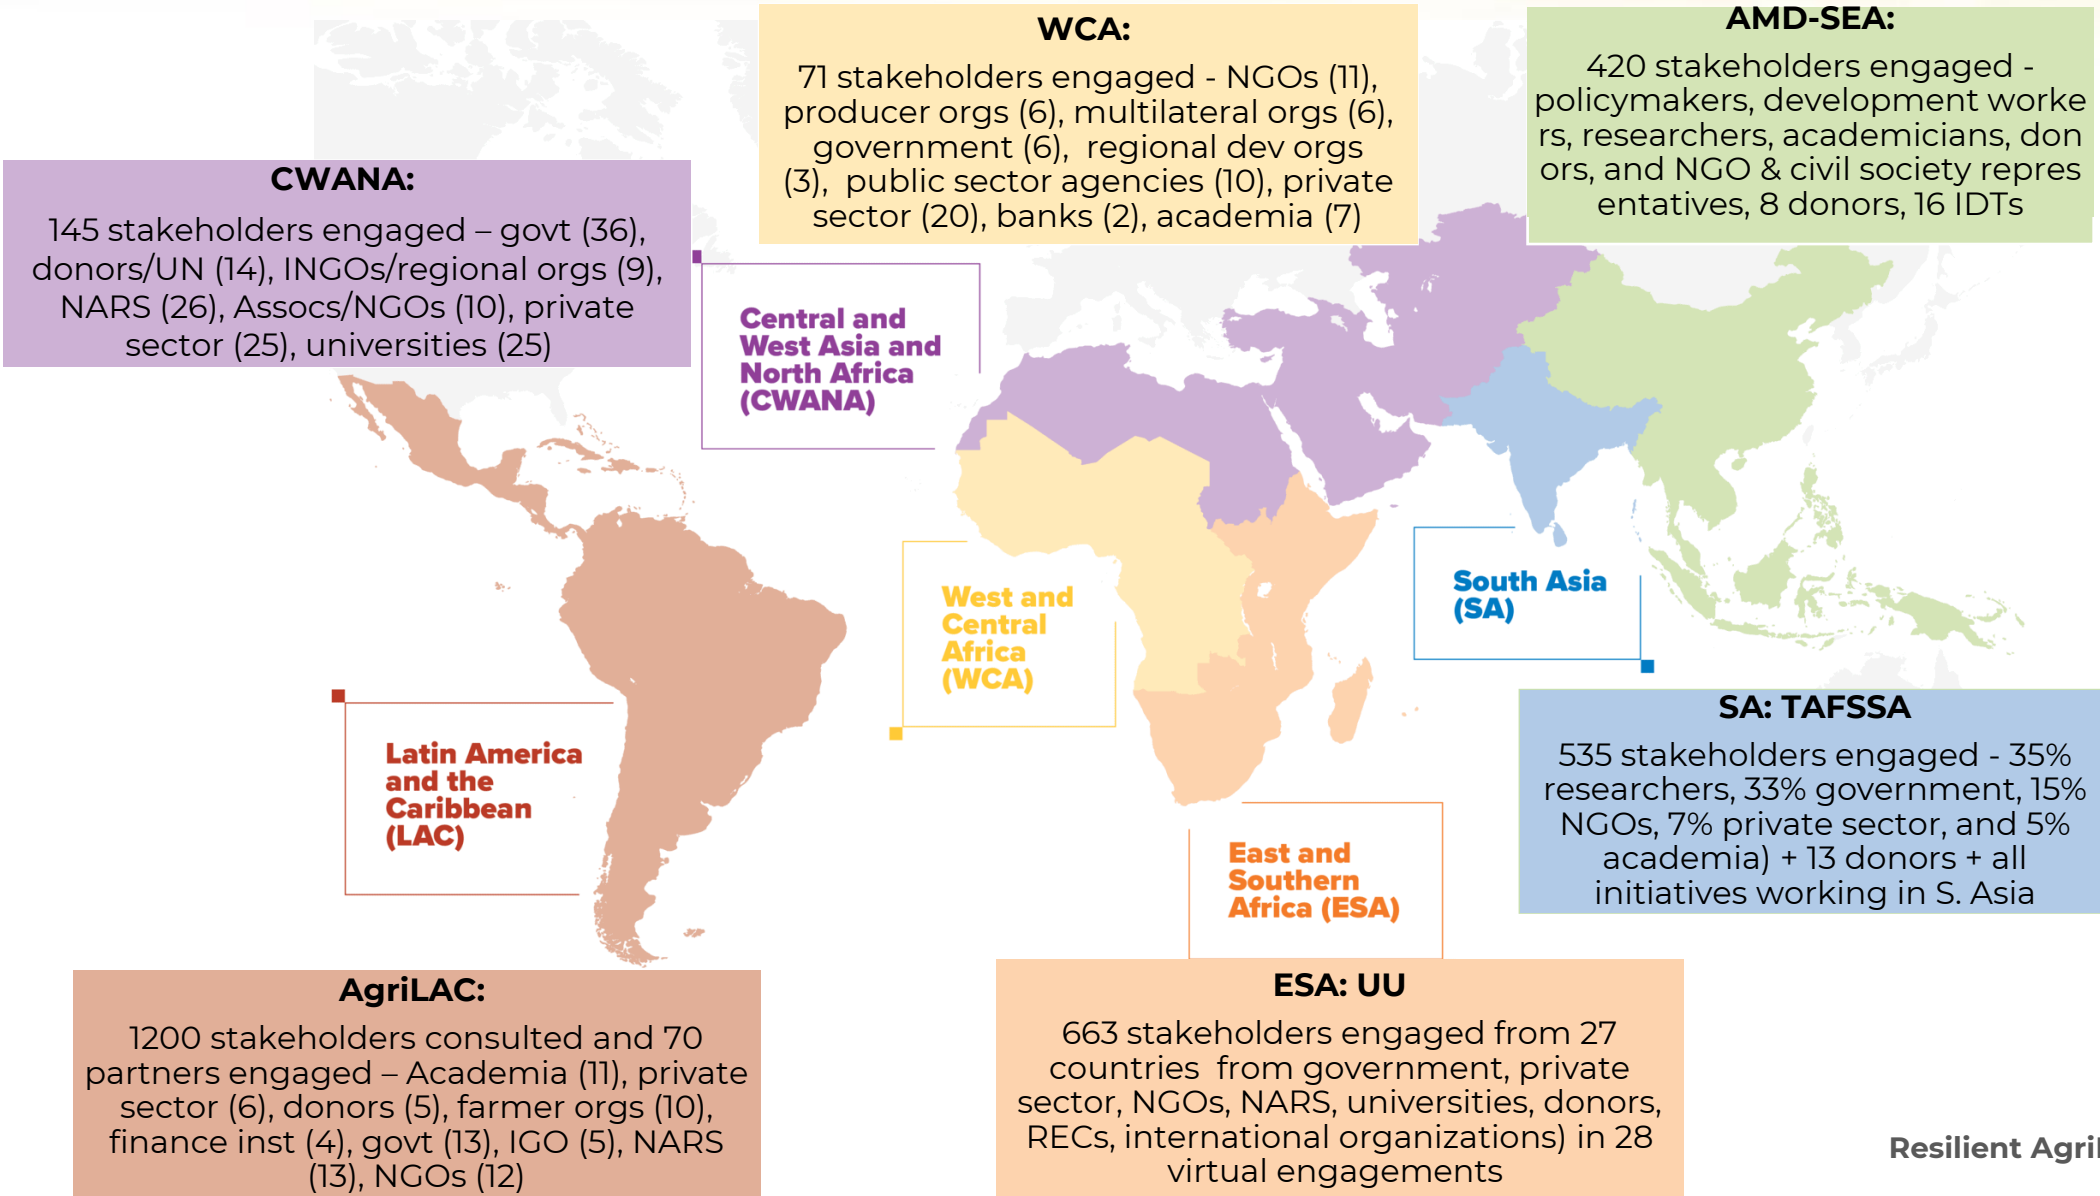 WCA:
71 stakeholders engaged - NGOs (11),
producer orgs (6), multilateral orgs (6),
government (6), regional dev orgs
(3), public sector agencies (10), private
sector (20), banks (2), academia (7)
AMD-SEA:
420 stakeholders engaged -
policymakers, development worke
rs, researchers, academicians, don
ors, and NGO & civil society repres
entatives, 8 donors, 16 IDTs
CWANA:
145 stakeholders engaged – govt (36),
donors/UN (14), INGOs/regional orgs (9),
NARS (26), Assocs/NGOs (10), private
sector (25), universities (25)
Central and
West Asia and
North Africa
(CWANA)
West and
Central
Africa
(WCA)
South Asia
(SA)
Latin America
and the
Caribbean
(LAC)
East and
Southern
Africa (ESA)
SA: TAFSSA
535 stakeholders engaged - 35%
researchers, 33% government, 15%
NGOs, 7% private sector, and 5%
academia) + 13 donors + all
initiatives working in S. Asia
AgriLAC:
1200 stakeholders consulted and 70
partners engaged – Academia (11), private
sector (6), donors (5), farmer orgs (10),
finance inst (4), govt (13), IGO (5), NARS
(13), NGOs (12)
ESA: UU
663 stakeholders engaged from 27
countries from government, private
sector, NGOs, NARS, universities, donors,
RECs, international organizations) in 28
virtual engagements
Resilient Agri